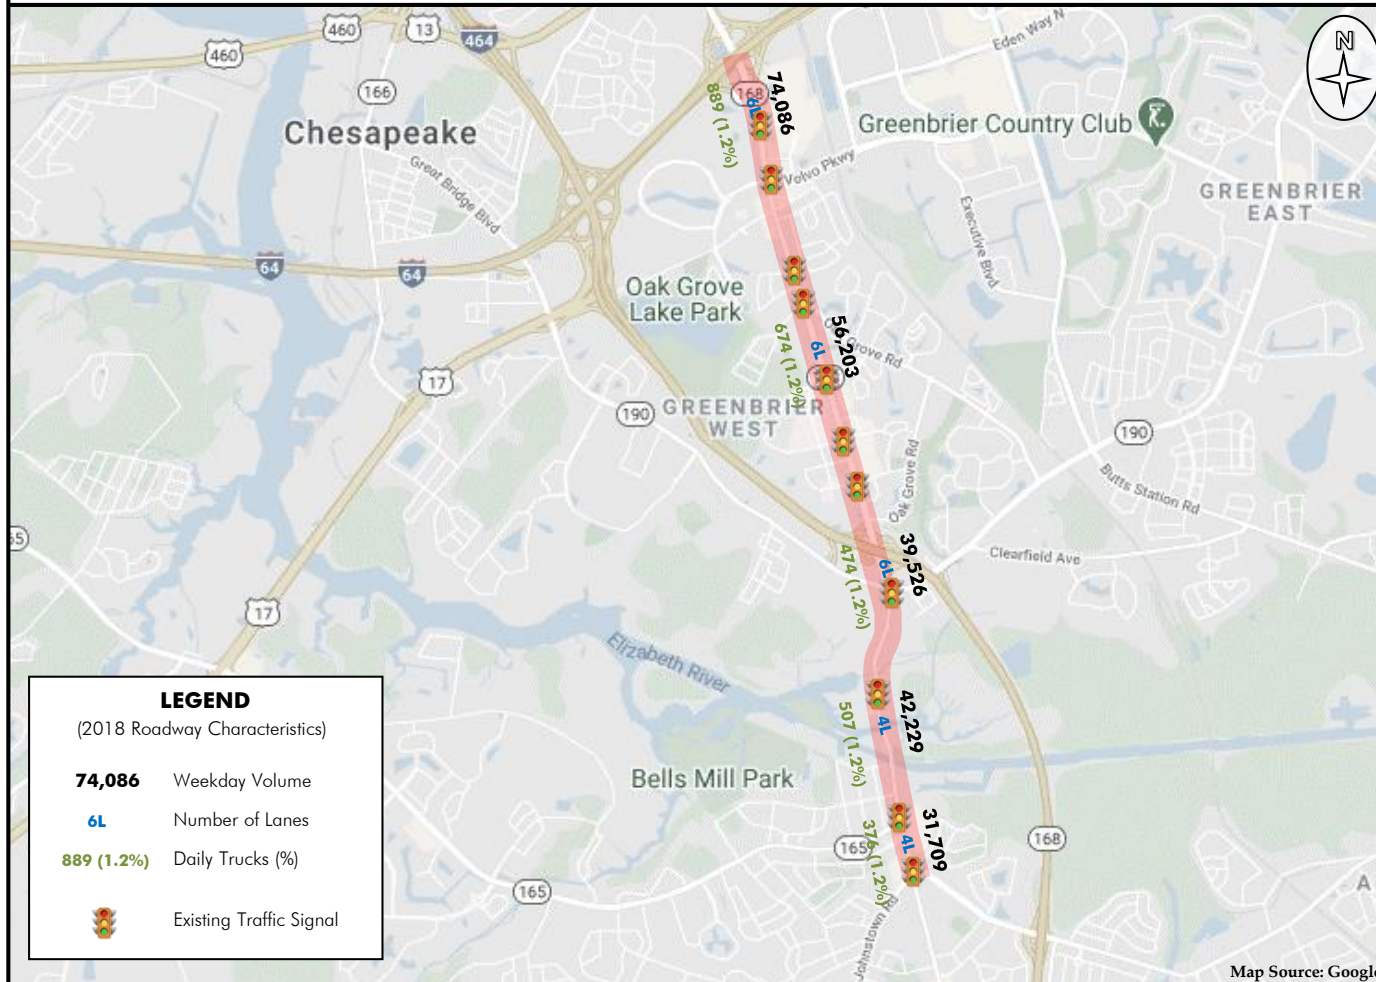 460
13
464
460
166
Chesapeake
Great Bridge Blvd
168
6L
74,086
889 (1.2%)
Eden Way N
N
Greenbrier Country Club
Volvo Pkwy
GREENBRIER
EAST
Executive Blvd
64
64
Oak Grove
Lake Park
56,203
6L
674 (1.2%)
Grove Rd
17
190
GREENBRIER
WEST
190
Oak Grove Rd
Butts Station Rd
39,526
6L
474 (1.2%)
Clearfield Ave
17
Elizabeth River
42,229
4L
507 (1.2%)
Bells Mill Park
31,709
4L
376 (1.2%)
165
168
165
Johnstown Rd
A
LEGEND
(2018 Roadway Characteristics)
74,086 Weekday Volume
6L Number of Lanes
889 (1.2%) Daily Trucks (%)
Existing Traffic Signal
Map Source: Google